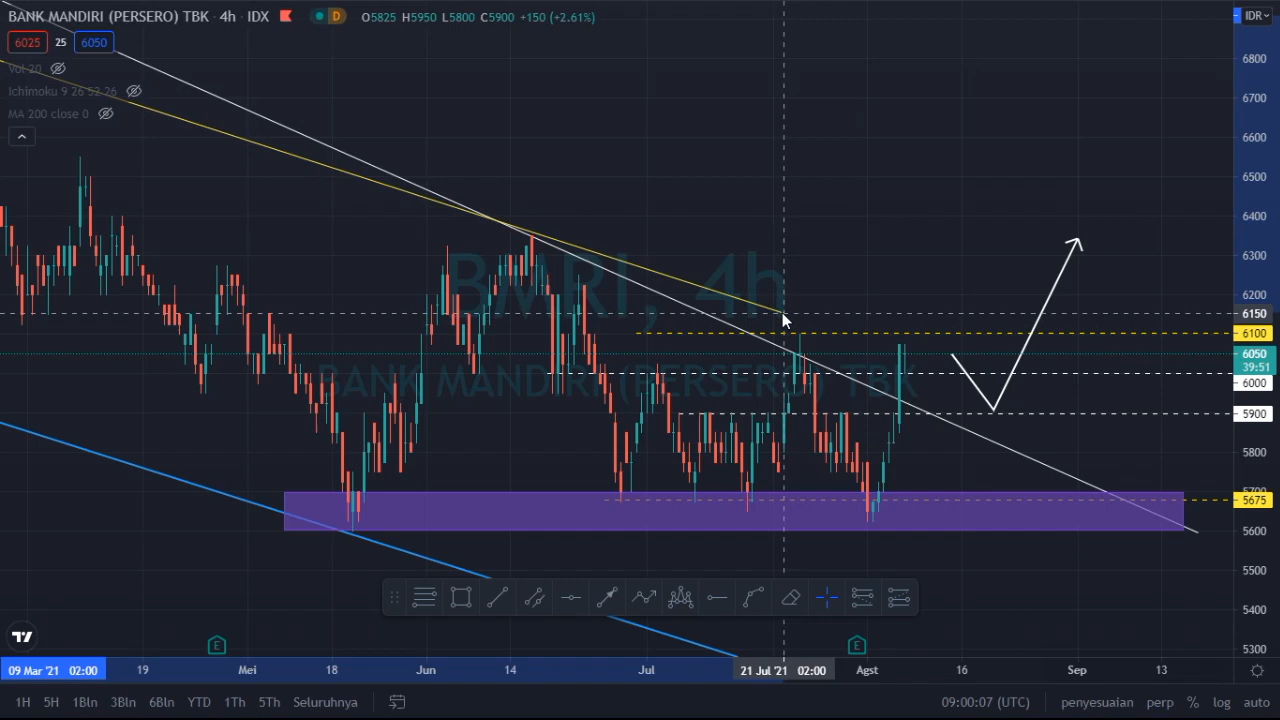 BANK MANDIRI (PERSERO) TBK · 4h · IDX D O5825 H5950 L5800 C5900 +150 (+2.61%)
IDR
6025 25 6050
Vol 20
Ichimoku 9 26 52 26
MA 200 close 0
6800
6700
6600
6500
6400
6300
6200
6150
6100
6050
39:51
6000
5900
5800
5700
5675
5600
5500
5400
5300
BMRI, 4h
BANK MANDIRI (PERSERO) TBK
E E
09 Mar '21 02:00 19 Mei 18 Jun 14 Jul 21 Jul '21 02:00 Agst 16 Sep 13
1H 5H 1Bln 3Bln 6Bln YTD 1Th 5Th Seluruhnya 09:00:07 (UTC) penyesuaian perp % log auto